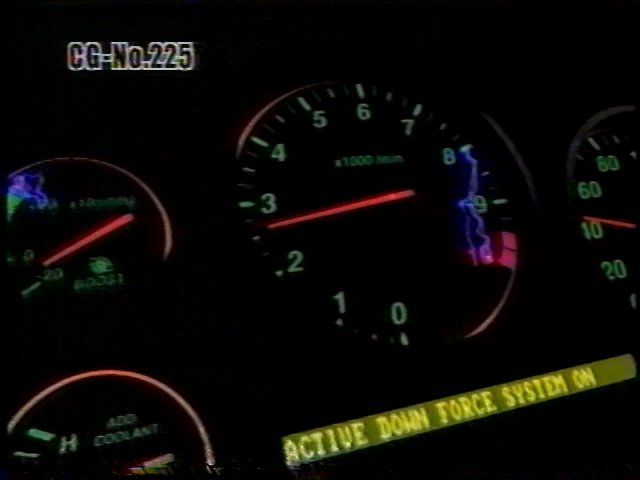 CG-No.225
5 6 7
4 8
x1000 r/min
3 9
2
1 0
-20
BOOST
80
60
10
20
ADD
COOLANT
H
ACTIVE DOWN FORCE SYSTEM ON